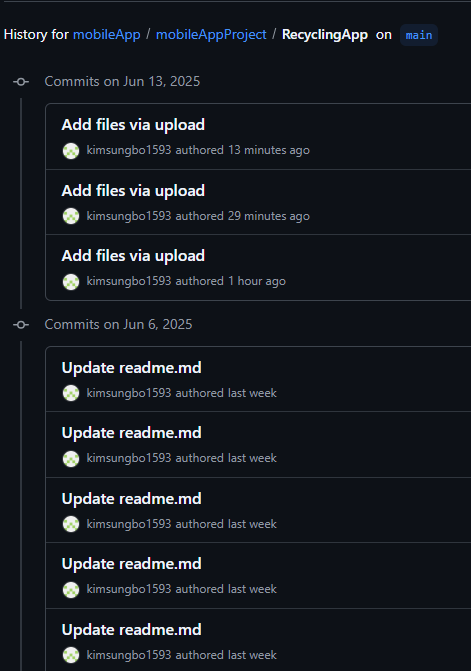 History for mobileApp / mobileAppProject / RecyclingApp on main
Commits on Jun 13, 2025
Add files via upload
kimsungbo1593 authored 13 minutes ago
Add files via upload
kimsungbo1593 authored 29 minutes ago
Add files via upload
kimsungbo1593 authored 1 hour ago
Commits on Jun 6, 2025
Update readme.md
kimsungbo1593 authored last week
Update readme.md
kimsungbo1593 authored last week
Update readme.md
kimsungbo1593 authored last week
Update readme.md
kimsungbo1593 authored last week
Update readme.md
kimsungbo1593 authored last week